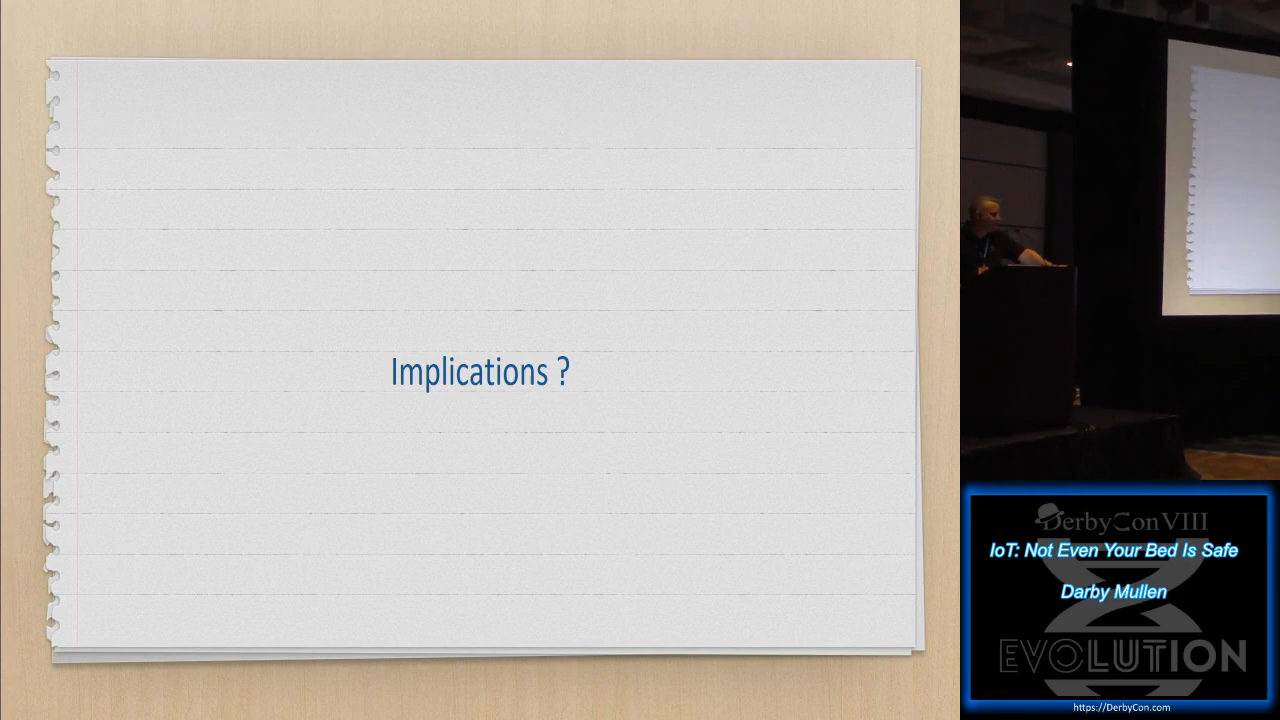 Implications ?
DerbyCon VIII
IoT: Not Even Your Bed Is Safe
Darby Mullen
EVOLUTION
https://DerbyCon.com